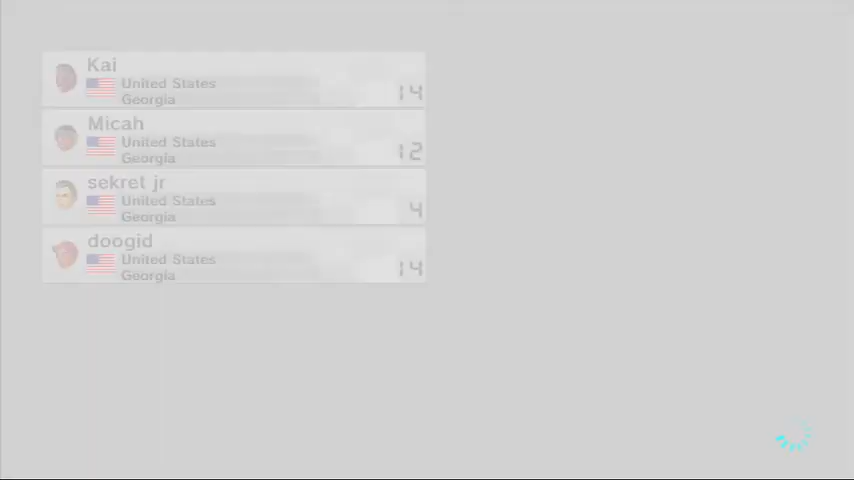 Kai
United States
Georgia
14
Micah
United States
Georgia
12
sekret jr
United States
Georgia
4
doogid
United States
Georgia
14